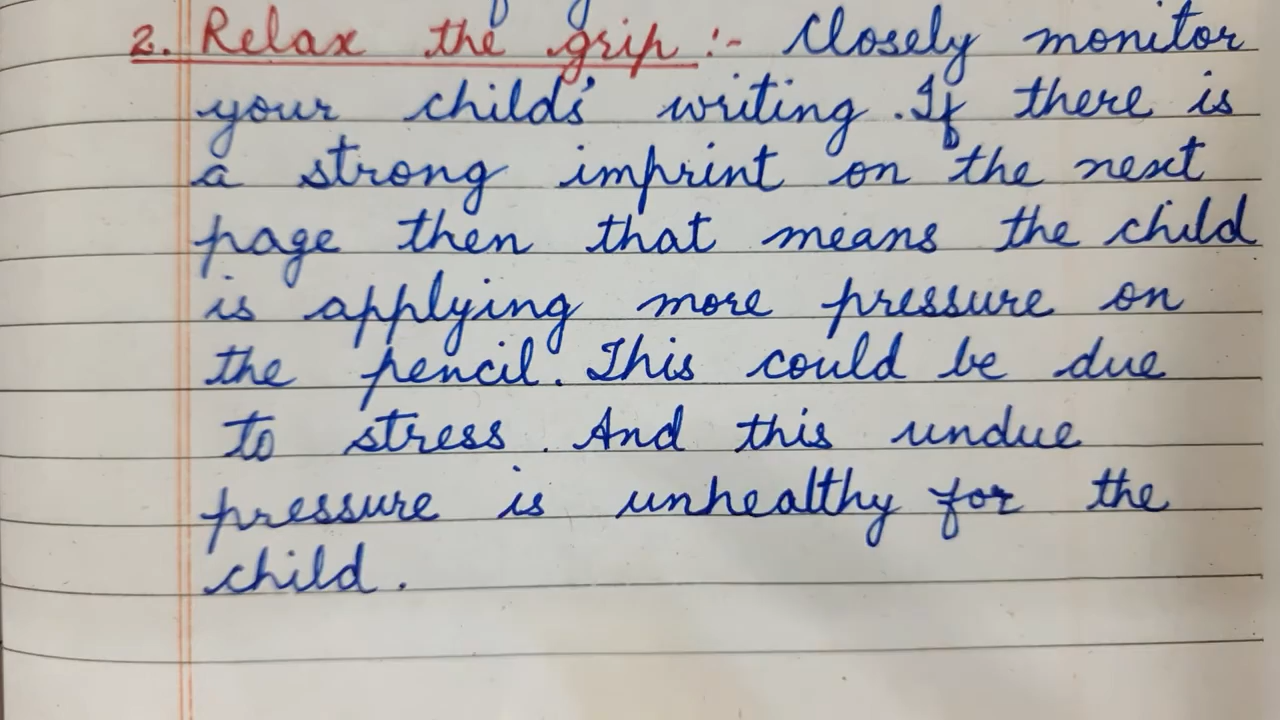 2. Relax the grip :- Closely monitor
your childs' writing. If there is
a strong imprint on the next
page then that means the child
is applying more pressure on
the pencil. This could be due
to stress. And this undue
pressure is unhealthy for the
child.